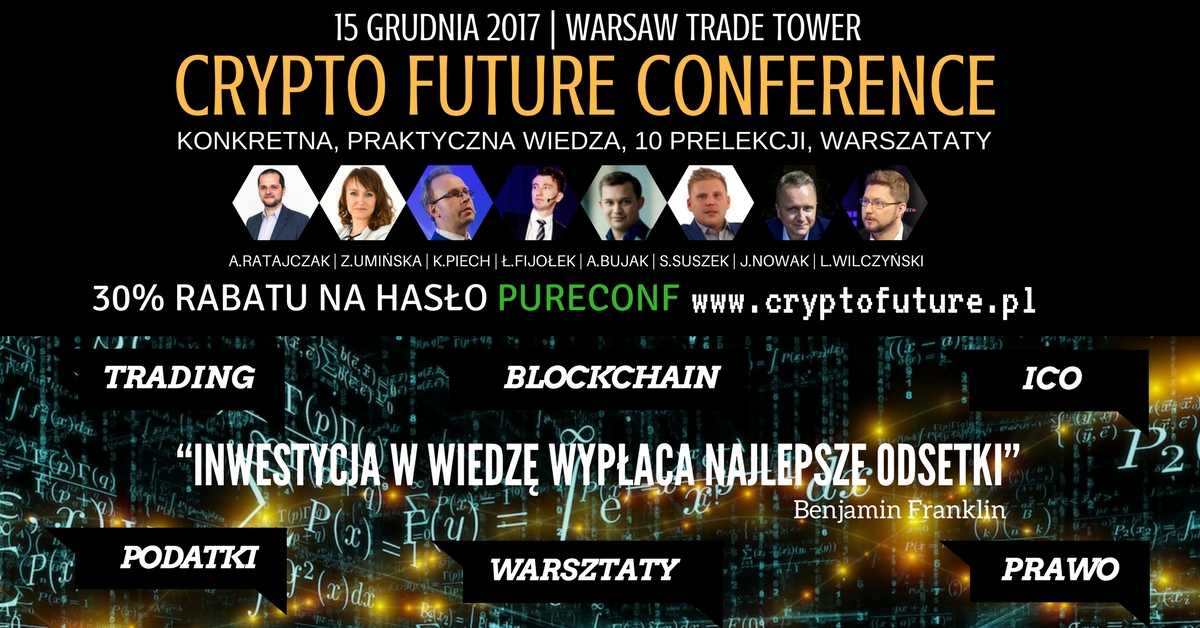 15 GRUDNIA 2017 | WARSAW TRADE TOWER
CRYPTO FUTURE CONFERENCE
KONKRETNA, PRAKTYCZNA WIEDZA, 10 PRELEKCJI, WARSZATATY
A.RATAJCZAK | Z.UMIŃSKA | K.PIECH | Ł.FIJOŁEK | A.BUJAK | S.SUSZEK | J.NOWAK | L.WILCZYŃSKI
30% RABATU NA HASŁO PURECONF www.cryptofuture.pl
TRADING
BLOCKCHAIN
ICO
“INWESTYCJA W WIEDZĘ WYPŁACA NAJLEPSZE ODSETKI”
Benjamin Franklin
PODATKI
WARSZTATY
PRAWO